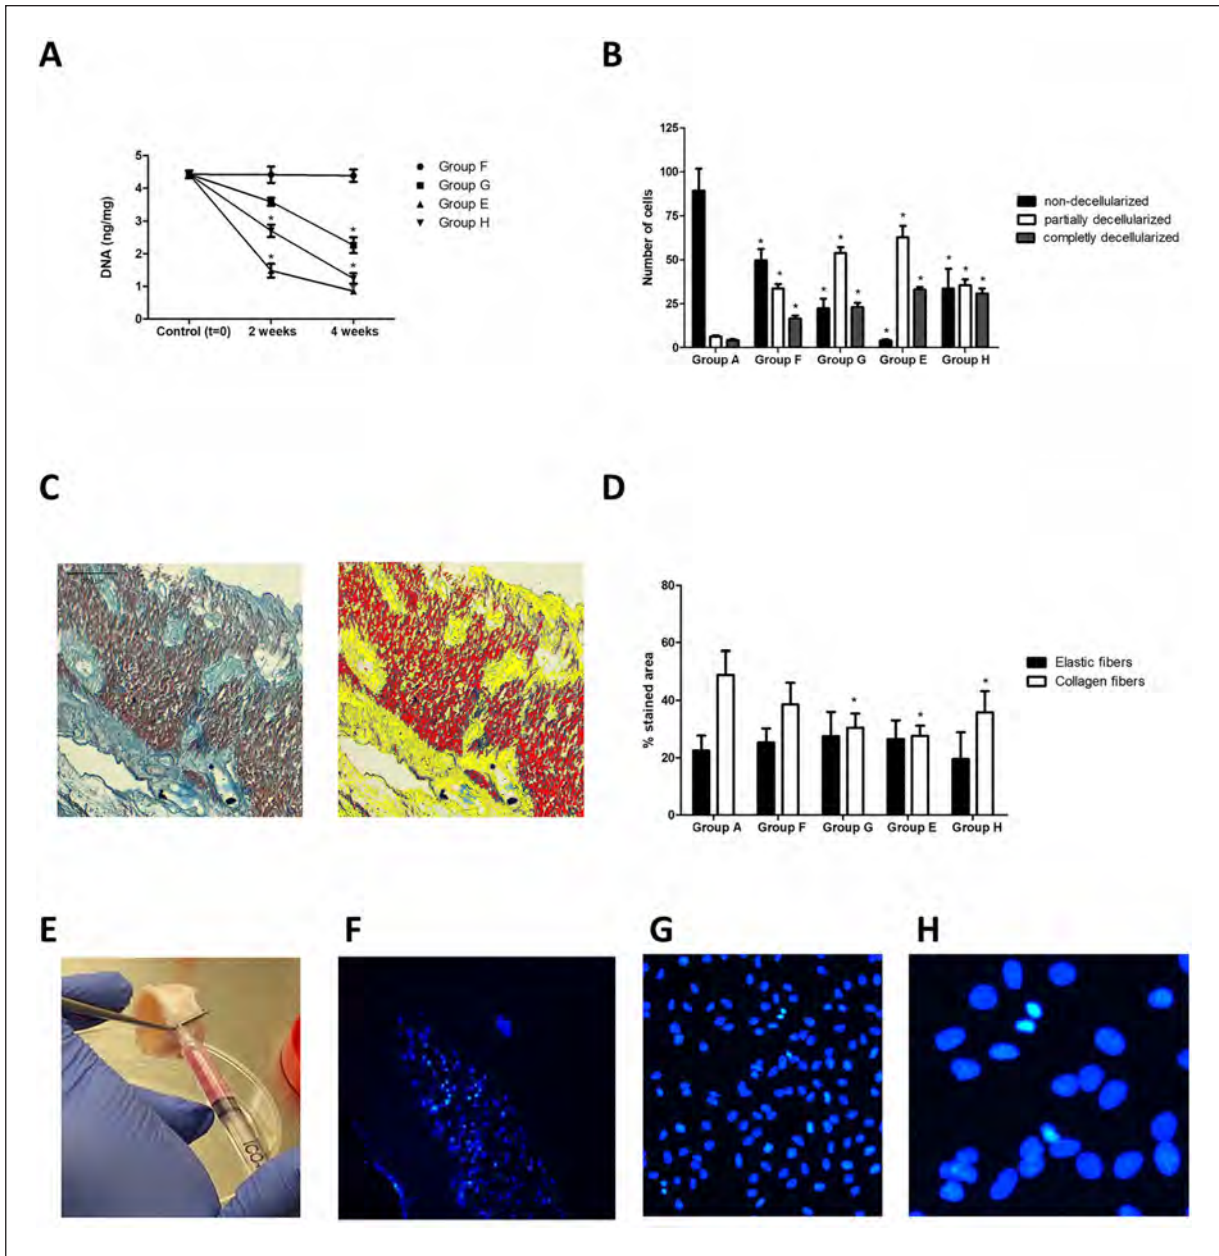 A
DNA (ng/mg)
5
4
3
2
1
0
Control (t=0) 2 weeks 4 weeks
* * * *
Group F
Group G
Group E
Group H
B
Number of cells
125
100
75
50
25
0
* * * * * * * * * * * *
Group A Group F Group G Group E Group H
non-decellularized
partially decellularized
completly decellularized
C
D
% stained area
80
60
40
20
0
* * *
Group A Group F Group G Group E Group H
Elastic fibers
Collagen fibers
E
F
G
H